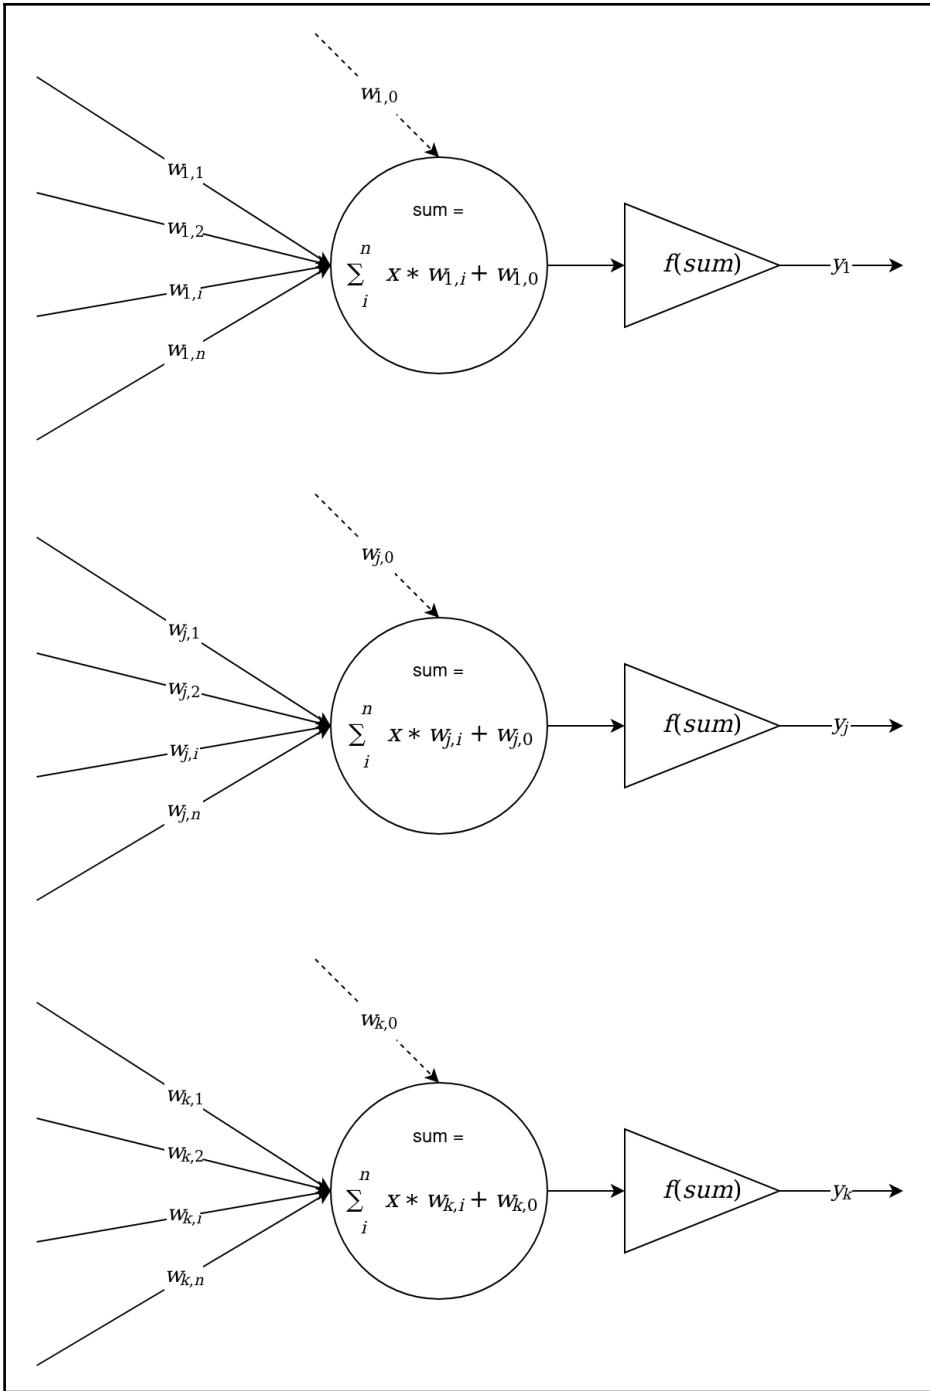 w1,0
w1,1
w1,2
w1,i
w1,n
sum =
n
∑ x * w1,i + w1,0
i
f(sum)
y1
wj,0
wj,1
wj,2
wj,i
wj,n
sum =
n
∑ x * wj,i + wj,0
i
f(sum)
yj
wk,0
wk,1
wk,2
wk,i
wk,n
sum =
n
∑ x * wk,i + wk,0
i
f(sum)
yk